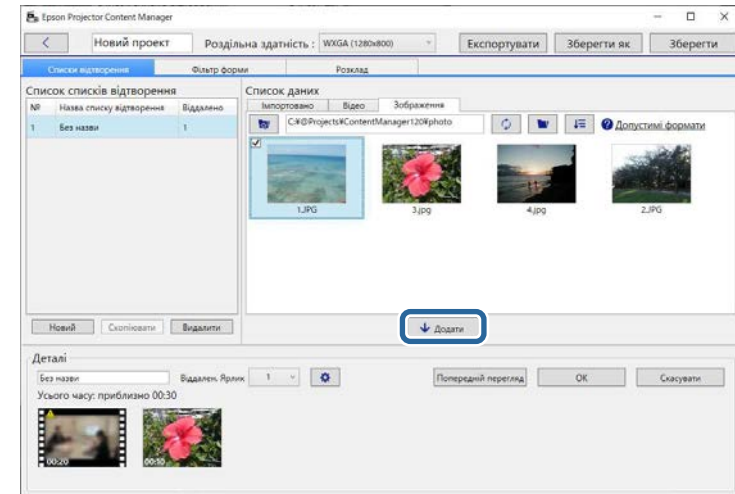 Epson Projector Content Manager
Новий проект Роздільна здатність : WXGA (1280x800) Експортувати Зберегти як Зберегти
Списки відтворення Фільтр форми Розклад
Список списків відтворення Список даних
№ Назва списку відтворення Віддалено Імпортовано Відео Зображення
C:¥@Projects¥ContentManager120¥photo Допустимі формати
1 Без назви 1
1.JPG 3.jpg 4.jpg 2.JPG
Новий Скопіювати Видалити Додати
Деталі
Без назви Віддален. Ярлик 1 Попередній перегляд ОК Скасувати
Усього часу: приблизно 00:30
00:20 00:10